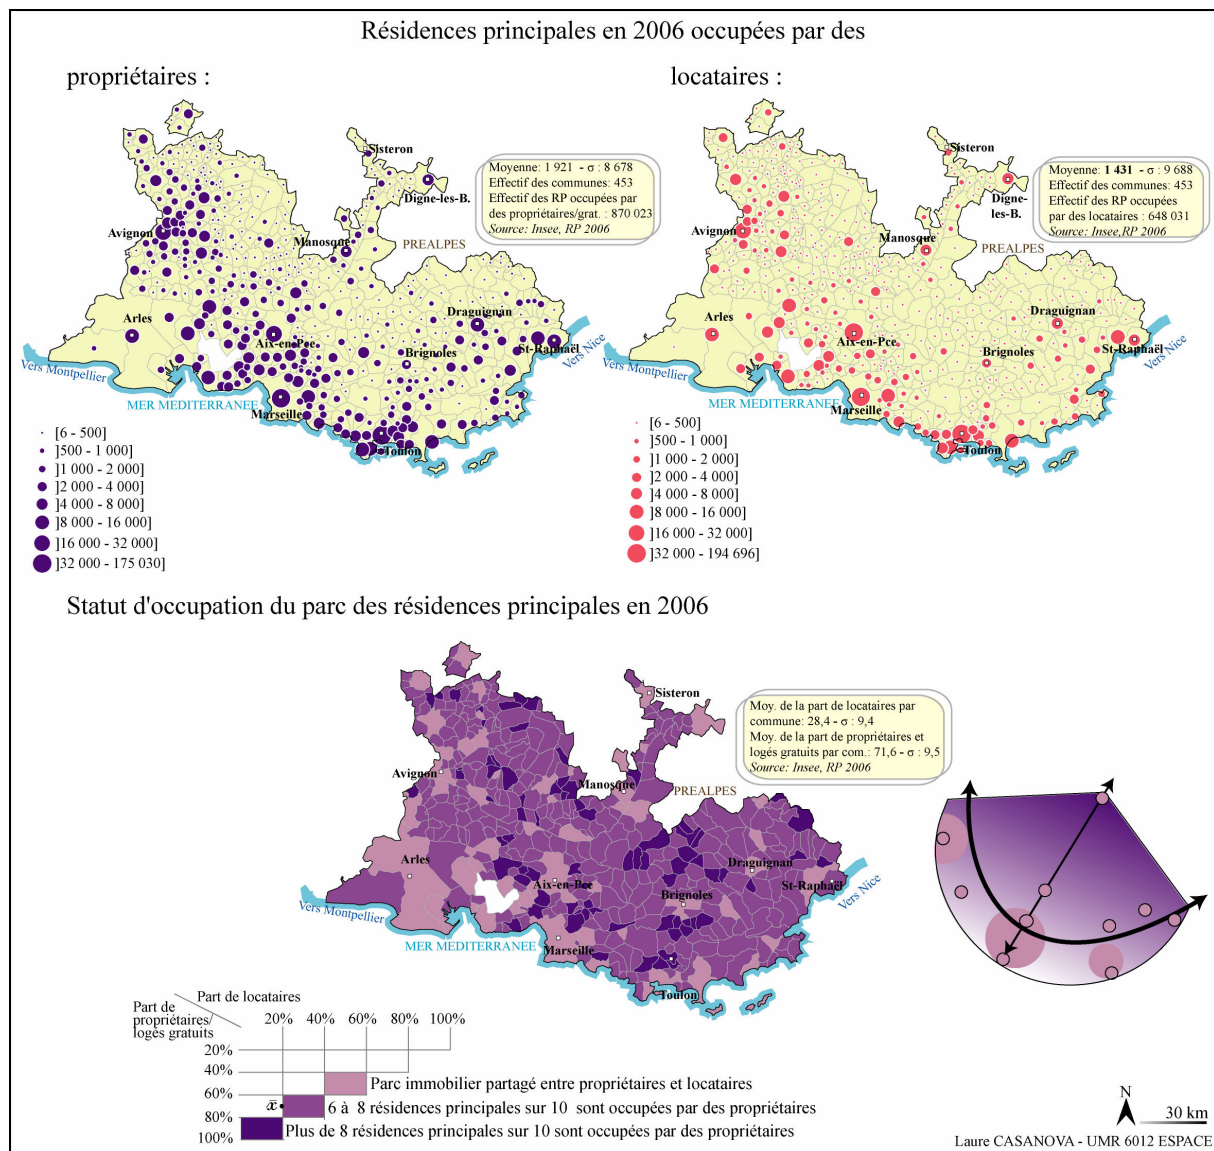 Résidences principales en 2006 occupées par des
propriétaires :
locataires :
Sisteron
Digne-les-B.
Avignon
Manosque
PREALPES
Arles
Aix-en-Pce
Draguignan
Brignoles
St-Raphaël
Vers Nice
Vers Montpellier
MER MEDITERRANEE
Marseille
Toulon
Moyenne: 1 921 - σ : 8 678
Effectif des communes: 453
Effectif des RP occupées par
des propriétaires/grat. : 870 023
Source: Insee, RP 2006
[6 - 500]
]500 - 1 000]
]1 000 - 2 000]
]2 000 - 4 000]
]4 000 - 8 000]
]8 000 - 16 000]
]16 000 - 32 000]
]32 000 - 175 030]
Sisteron
Digne-
les-B.
Avignon
Manosque
PREALPES
Arles
Aix-en-Pce
Draguignan
Brignoles
St-Raphaël
Vers Nice
Vers Montpellier
MER MEDITERRANEE
Marseille
Toulon
Moyenne: 1 431 - σ : 9 688
Effectif des communes: 453
Effectif des RP occupées
par des locataires : 648 031
Source: Insee,RP 2006
[6 - 500]
]500 - 1 000]
]1 000 - 2 000]
]2 000 - 4 000]
]4 000 - 8 000]
]8 000 - 16 000]
]16 000 - 32 000]
]32 000 - 194 696]
Statut d'occupation du parc des résidences principales en 2006
Sisteron
Avignon
Manosque
PREALPES
Arles
Aix-en-Pce
Draguignan
Brignoles
St-Raphaël
Vers Nice
Vers Montpellier
MER MEDITERRANEE
Marseille
Toulon
Moy. de la part de locataires par
commune: 28,4 - σ : 9,4
Moy. de la part de propriétaires et
logés gratuits par com.: 71,6 - σ : 9,5
Source: Insee, RP 2006
Part de locataires
Part de
propriétaires/
logés gratuits
20% 40% 60% 80% 100%
20%
40%
Parc immobilier partagé entre propriétaires et locataires
60%
x̄ 6 à 8 résidences principales sur 10 sont occupées par des propriétaires
80%
Plus de 8 résidences principales sur 10 sont occupées par des propriétaires
100%
N
30 km
Laure CASANOVA - UMR 6012 ESPACE